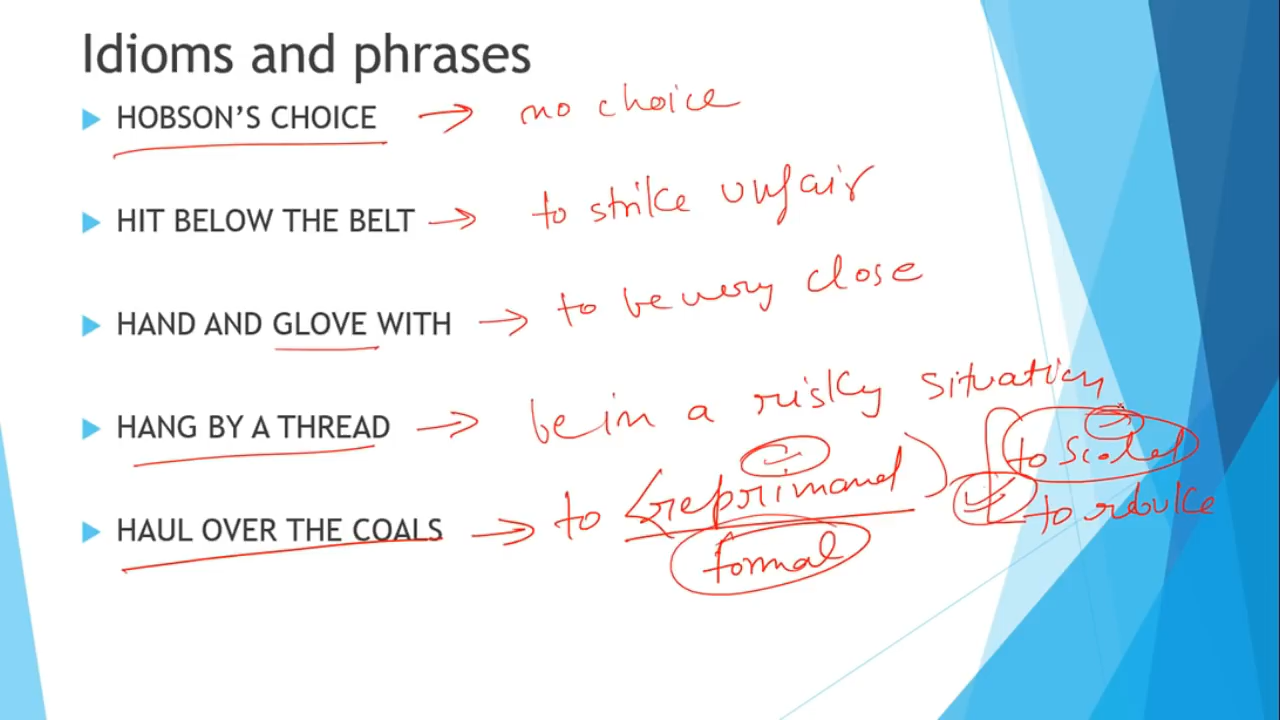 Idioms and phrases
HOBSON'S CHOICE → no choice
HIT BELOW THE BELT → to strike unfair
HAND AND GLOVE WITH → to be very close
HANG BY A THREAD → be in a risky situation
HAUL OVER THE COALS → to reprimand
to scold
to rebuke
formal